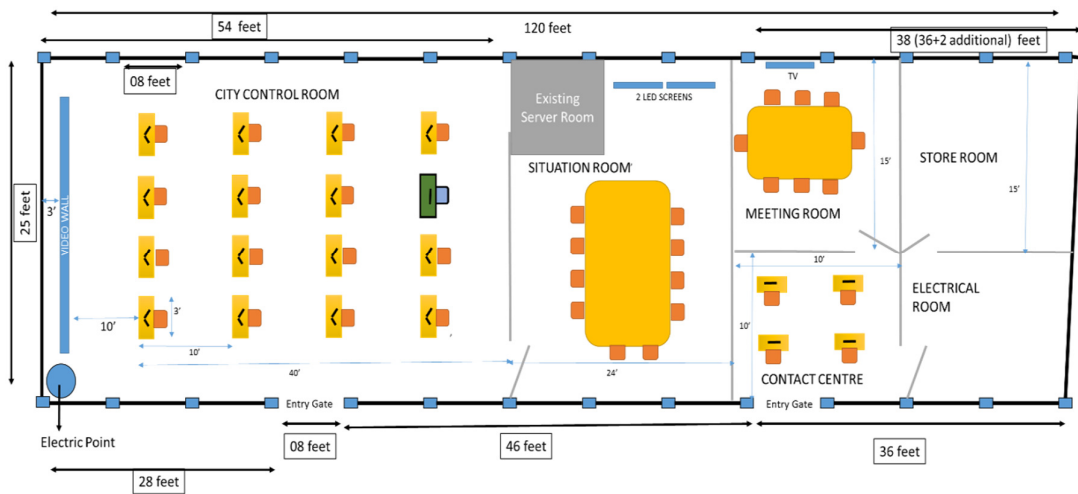 54 feet
120 feet
38 (36+2 additional) feet
08 feet
TV
CITY CONTROL ROOM
Existing
Server Room
2 LED SCREENS
SITUATION ROOM'
15'
STORE ROOM
15'
25 feet
3'
VIDEO WALL
MEETING ROOM
10'
ELECTRICAL
ROOM
10'
3'
10'
10'
40'
24'
CONTACT CENTRE
Entry Gate
Entry Gate
Electric Point
08 feet
46 feet
36 feet
28 feet